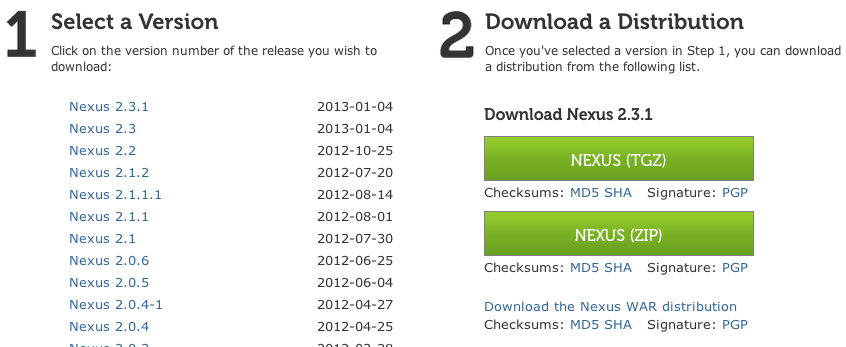 1 Select a Version
Click on the version number of the release you wish to
download:
Nexus 2.3.1 2013-01-04
Nexus 2.3 2013-01-04
Nexus 2.2 2012-10-25
Nexus 2.1.2 2012-07-20
Nexus 2.1.1.1 2012-08-14
Nexus 2.1.1 2012-08-01
Nexus 2.1 2012-07-30
Nexus 2.0.6 2012-06-25
Nexus 2.0.5 2012-06-04
Nexus 2.0.4-1 2012-04-27
Nexus 2.0.4 2012-04-25
2 Download a Distribution
Once you've selected a version in Step 1, you can download
a distribution from the following list.
Download Nexus 2.3.1
NEXUS (TGZ)
Checksums: MD5 SHA Signature: PGP
NEXUS (ZIP)
Checksums: MD5 SHA Signature: PGP
Download the Nexus WAR distribution
Checksums: MD5 SHA Signature: PGP